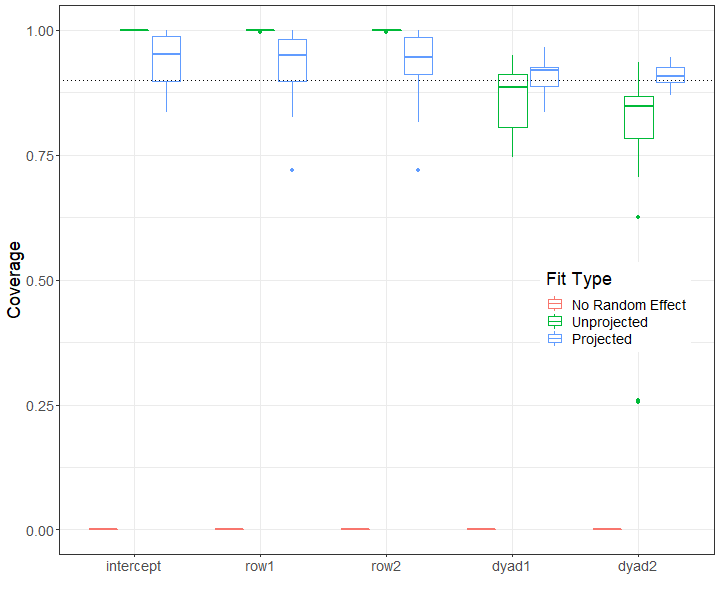 Coverage
1.00
0.75
0.50
0.25
0.00
Fit Type
No Random Effect
Unprojected
Projected
intercept row1 row2 dyad1 dyad2